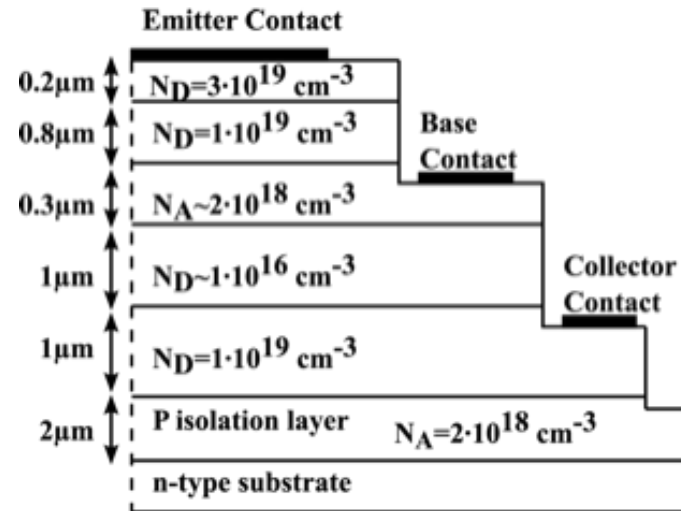 Emitter Contact
0.2μm
N_D=3·10^19 cm^-3
0.8μm
N_D=1·10^19 cm^-3
Base
Contact
0.3μm
N_A~2·10^18 cm^-3
1μm
N_D~1·10^16 cm^-3
Collector
Contact
1μm
N_D=1·10^19 cm^-3
2μm
P isolation layer N_A=2·10^18 cm^-3
n-type substrate